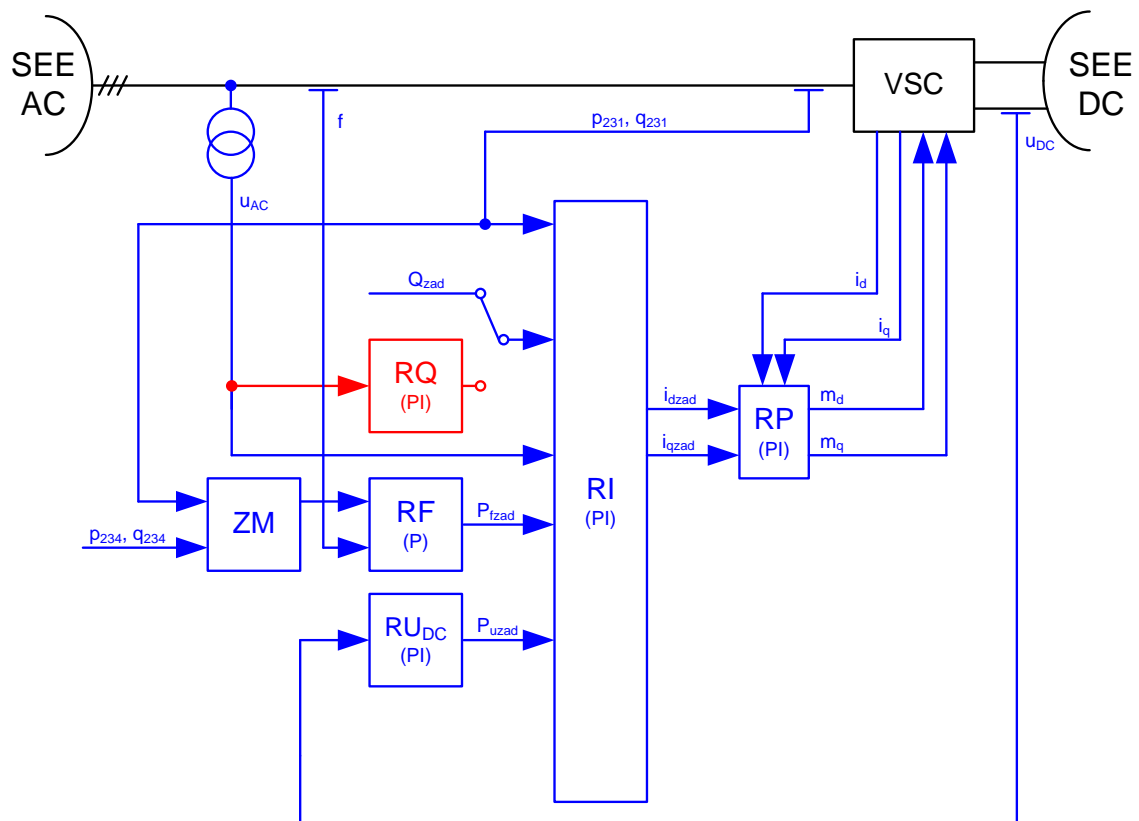 SEE
AC
VSC
SEE
DC
f
p231, q231
uDC
uAC
Qzad
id
iq
RQ
(PI)
idzad
iqzad
RP
(PI)
md
mq
RI
(PI)
ZM
RF
(P)
Pfzad
p234, q234
RUDC
(PI)
Puzad